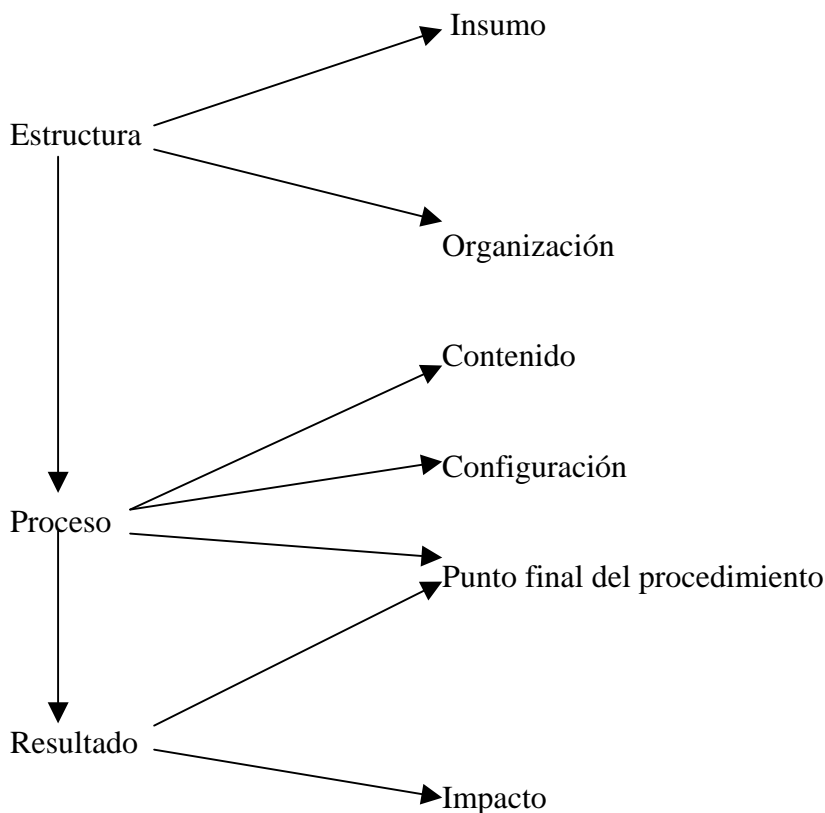 Insumo
Estructura
Organización
Contenido
Configuración
Proceso
Punto final del procedimiento
Resultado
Impacto